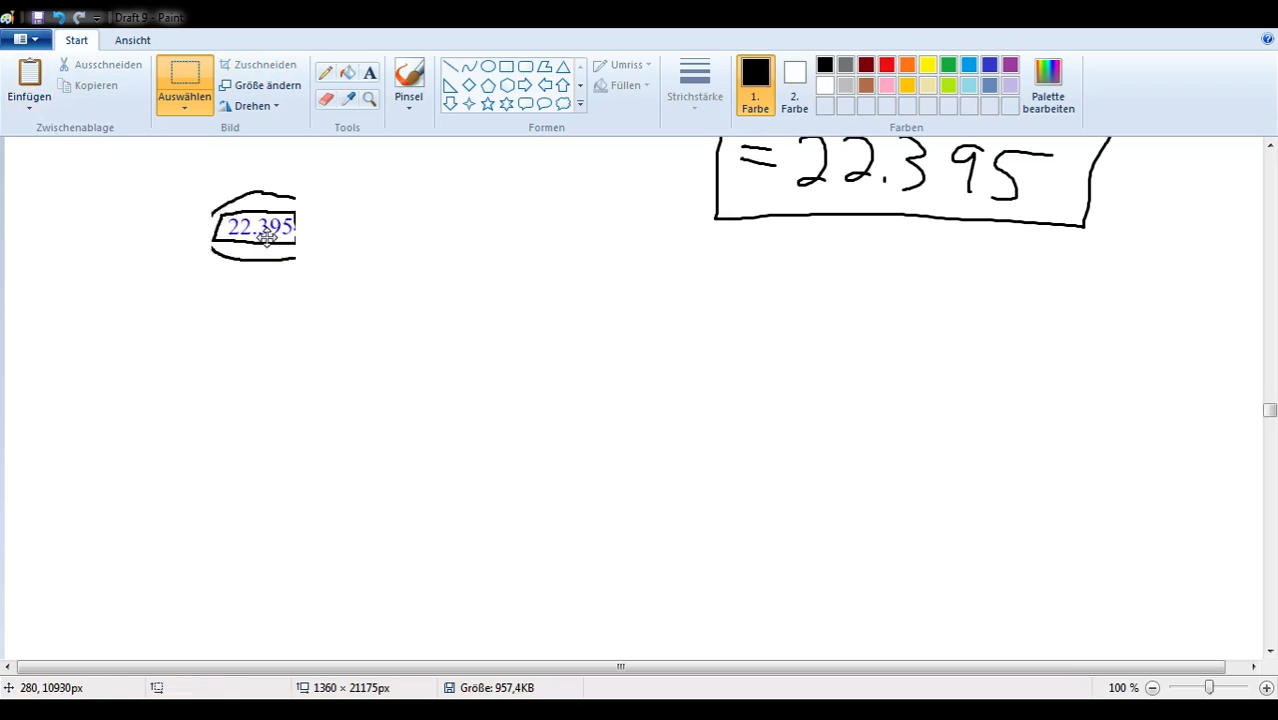 Draft 9 - Paint
Start
Ansicht
Einfügen
Ausschneiden
Kopieren
Zwischenablage
Auswählen
Zuschneiden
Größe ändern
Drehen
Bild
A
Tools
Pinsel
Formen
Umriss
Füllen
Strichstärke
1.
Farbe
2.
Farbe
Palette
bearbeiten
Farben
= 22.395
22.395
280, 10930px
1360 × 21175px
Größe: 957,4KB
100 %